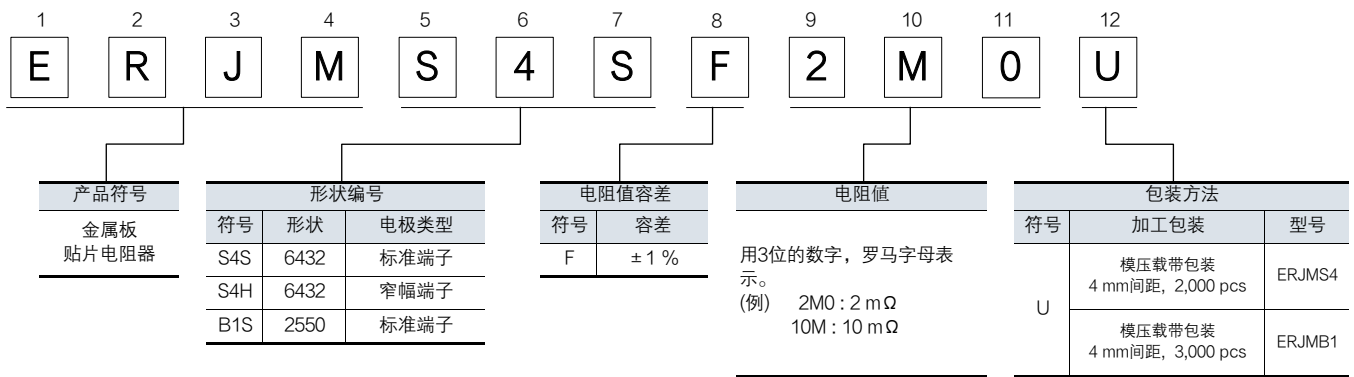 1 2 3 4 5 6 7 8 9 10 11 12
E R J M S 4 S F 2 M 0 U
产品符号
金属板
贴片电阻器
形状编号
符号 形状 电极类型
S4S 6432 标准端子
S4H 6432 窄幅端子
B1S 2550 标准端子
电阻值容差
符号 容差
F ±1 %
电阻值
用3位的数字，罗马字母表
示。
(例) 2M0 : 2 mΩ
10M : 10 mΩ
包装方法
符号 加工包装 型号
U
模压载带包装
4 mm间距, 2,000 pcs
ERJMS4
模压载带包装
4 mm间距, 3,000 pcs
ERJMB1